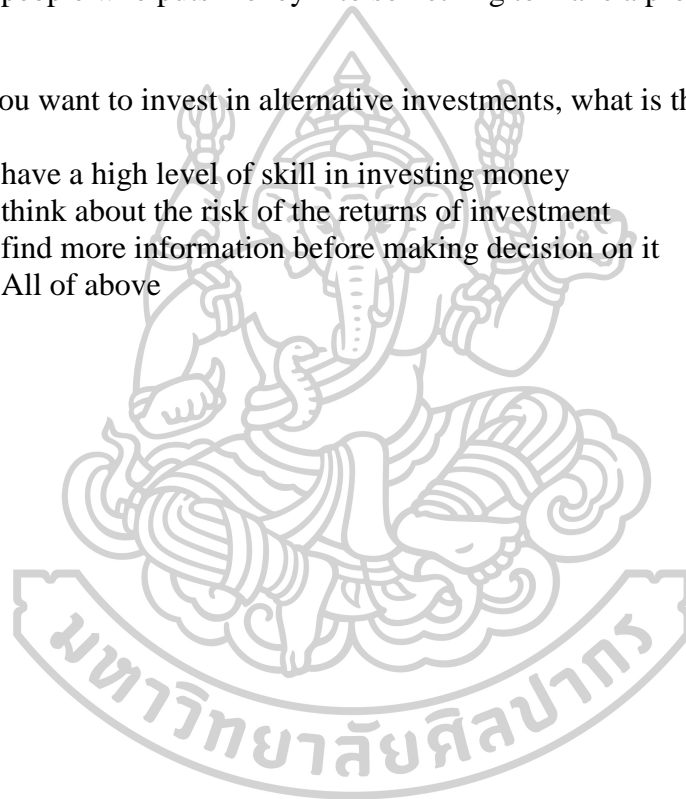 ou want to invest in alternative investments, what is th
have a high level of skill in investing money
think about the risk of the returns of investment
find more information before making decision on it
All of above
มหาวิทยาลัยศิลปากร